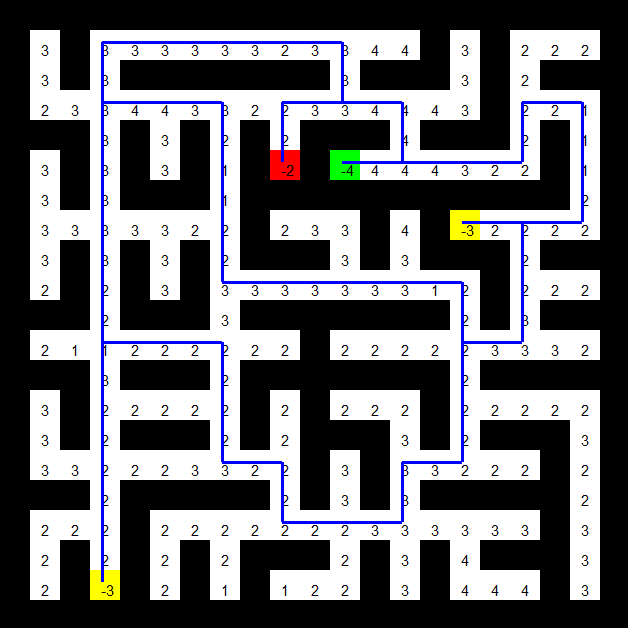 3 3 3 3 3 3 3 2 3 3 4 4 3 2 2 2
3 3 3 3 2
2 3 3 4 4 3 3 2 2 3 3 4 4 4 3 2 2 1
3 3 2 2 4 2 1
3 3 3 1 -2 -4 4 4 4 3 2 2 1
3 3 1 2
3 3 3 3 3 2 2 2 3 3 4 -3 2 2 2 2
3 3 3 2 3 3 2
2 2 3 3 3 3 3 3 3 3 1 2 2 2 2
2 3 2 3
2 1 1 2 2 2 2 2 2 2 2 2 2 2 3 3 3 2
3 2 2
3 2 2 2 2 2 2 2 2 2 2 2 2 2 2
3 2 2 2 3 2 3
3 3 2 2 2 3 3 2 2 3 3 3 2 2 2 2
2 2 3 3 2
2 2 2 2 2 2 2 2 2 2 3 3 3 3 3 3 3
2 2 2 2 2 3 4 3
2 -3 2 1 1 2 2 3 4 4 4 3